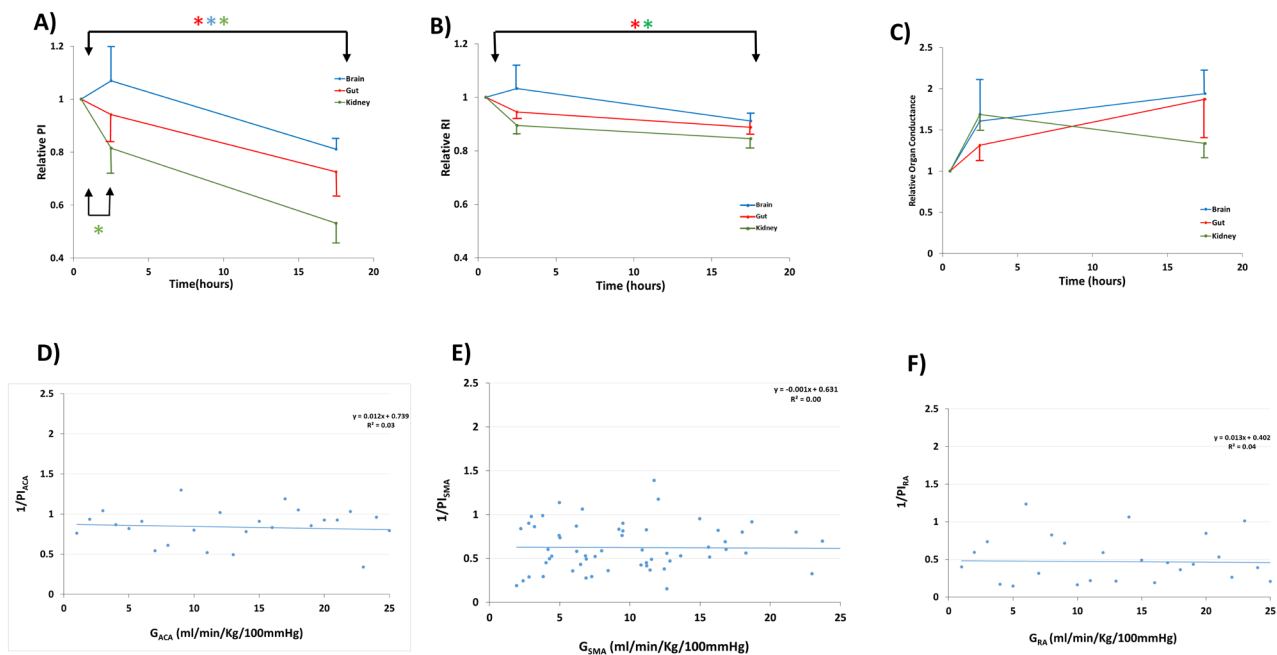 A)
* * *
1.2
1
0.8
0.6
0.4
Relative PI
Brain
Gut
Kidney
*
0
5
10
15
20
Time(hours)
B)
* *
1.2
1
0.8
0.6
0.4
Relative RI
Brain
Gut
Kidney
0
5
10
15
20
Time (hours)
C)
2.5
2
1.5
1
0.5
0
Relative Organ Conductance
Brain
Gut
Kidney
0
5
10
15
20
Time (hours)
D)
2.5
2
1.5
1
0.5
0
1/PI_ACA
y = 0.012x + 0.739
R² = 0.03
0
5
10
15
20
25
G_ACA (ml/min/Kg/100mmHg)
E)
2.5
2
1.5
1
0.5
0
1/PI_SMA
y = -0.001x + 0.631
R² = 0.00
0
5
10
15
20
25
G_SMA (ml/min/Kg/100mmHg)
F)
2.5
2
1.5
1
0.5
0
1/PI_RA
y = 0.013x + 0.402
R² = 0.04
0
5
10
15
20
25
G_RA (ml/min/Kg/100mmHg)